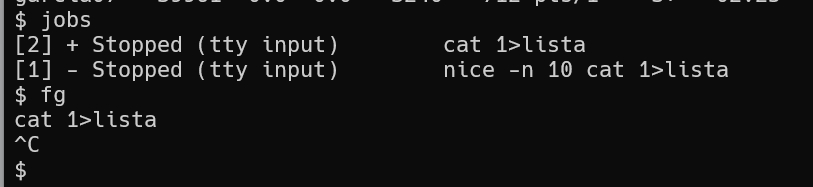 $ jobs
[2] + Stopped (tty input)        cat 1>lista
[1] - Stopped (tty input)        nice -n 10 cat 1>lista
$ fg
cat 1>lista
^C
$